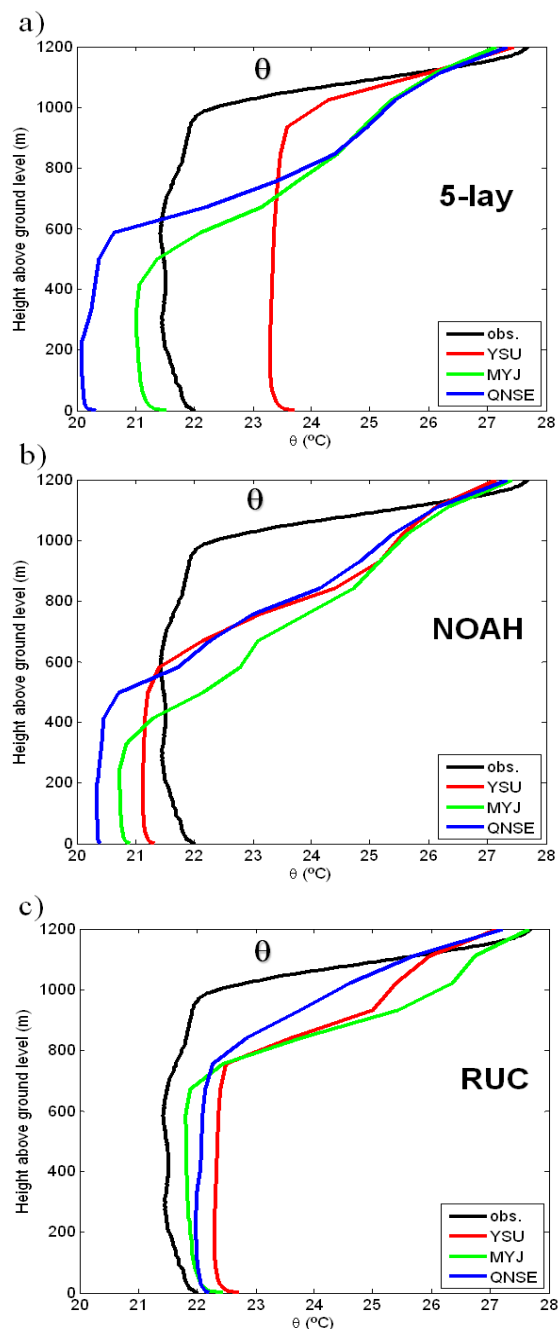 a)
1200
1000
800
600
400
200
0
Height above ground level (m)
θ
5-lay
obs.
YSU
MYJ
QNSE
20 21 22 23 24 25 26 27 28
θ (ºC)
b)
1200
1000
800
600
400
200
0
Height above ground level (m)
θ
NOAH
obs.
YSU
MYJ
QNSE
20 21 22 23 24 25 26 27 28
θ (ºC)
c)
1200
1000
800
600
400
200
0
Height above ground level (m)
θ
RUC
obs.
YSU
MYJ
QNSE
20 21 22 23 24 25 26 27 28
θ (ºC)